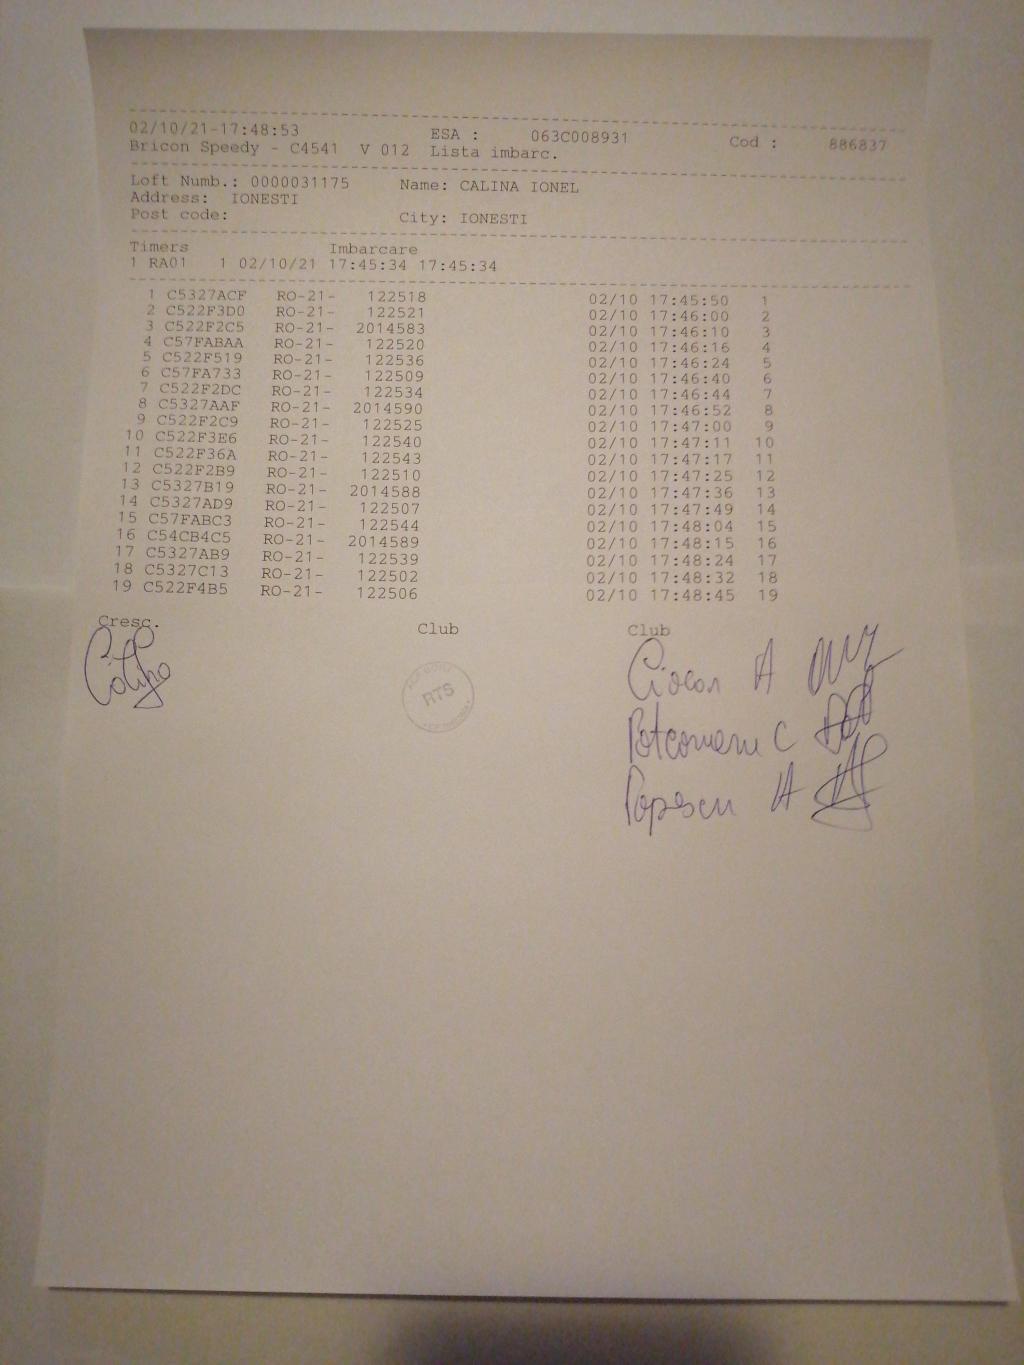 02/10/21-17:48:53 ESA : 063C008931 Cod : 886837
Bricon Speedy - C4541 V 012 Lista imbarc.
Loft Numb.: 0000031175 Name: CALINA IONEL
Address: IONESTI
Post code: City: IONESTI
Timers Imbarcare
1 RA01 1 02/10/21 17:45:34 17:45:34
1 C5327ACF RO-21- 122518 02/10 17:45:50 1
2 C522F3D0 RO-21- 122521 02/10 17:46:00 2
3 C522F2C5 RO-21- 2014583 02/10 17:46:10 3
4 C57FABAA RO-21- 122520 02/10 17:46:16 4
5 C522F519 RO-21- 122536 02/10 17:46:24 5
6 C57FA733 RO-21- 122509 02/10 17:46:40 6
7 C522F2DC RO-21- 122534 02/10 17:46:44 7
8 C5327AAF RO-21- 2014590 02/10 17:46:52 8
9 C522F2C9 RO-21- 122525 02/10 17:47:00 9
10 C522F3E6 RO-21- 122540 02/10 17:47:11 10
11 C522F36A RO-21- 122543 02/10 17:47:17 11
12 C522F2B9 RO-21- 122510 02/10 17:47:25 12
13 C5327B19 RO-21- 2014588 02/10 17:47:36 13
14 C5327AD9 RO-21- 122507 02/10 17:47:49 14
15 C57FABC3 RO-21- 122544 02/10 17:48:04 15
16 C54CB4C5 RO-21- 2014589 02/10 17:48:15 16
17 C5327AB9 RO-21- 122539 02/10 17:48:24 17
18 C5327C13 RO-21- 122502 02/10 17:48:32 18
19 C522F4B5 RO-21- 122506 02/10 17:48:45 19
Cresc. Club Club
RTS
Ciocan A
C
Popescu A